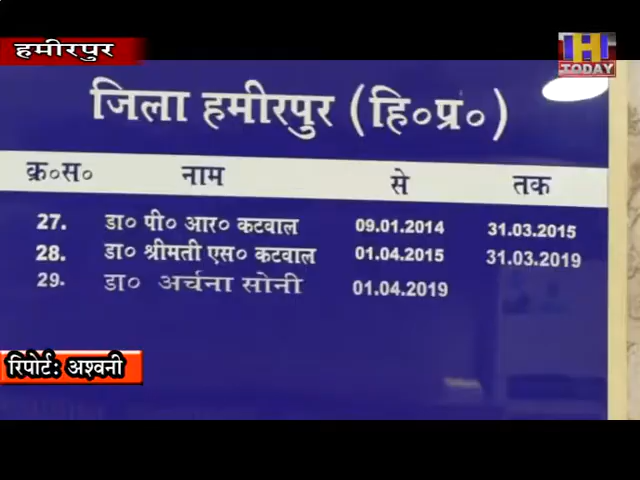 हमीरपुर
H
TODAY
जिला हमीरपुर (हि०प्र०)
क्र०स० नाम से तक
27. डा० पी० आर० कटवाल 09.01.2014 31.03.2015
28. डा० श्रीमती एस० कटवाल 01.04.2015 31.03.2019
29. डा० अर्चना सोनी 01.04.2019
रिपोर्ट: अश्वनी